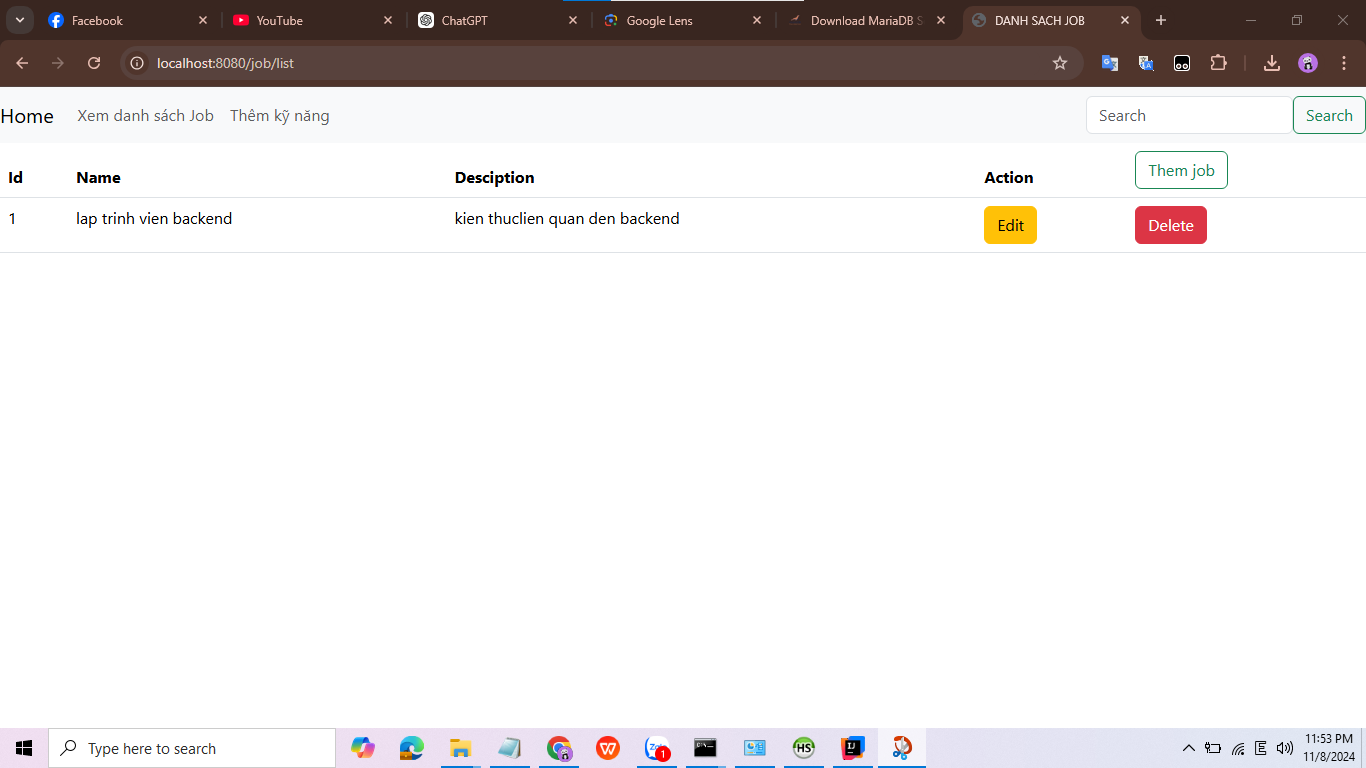 Facebook
YouTube
ChatGPT
Google Lens
Download MariaDB S
DANH SACH JOB
localhost:8080/job/list
Home
Xem danh sách Job
Thêm kỹ năng
Search
Search
Id
Name
Desciption
Action
Them job
1
lap trinh vien backend
kien thuclien quan den backend
Edit
Delete
Type here to search
11:53 PM
11/8/2024